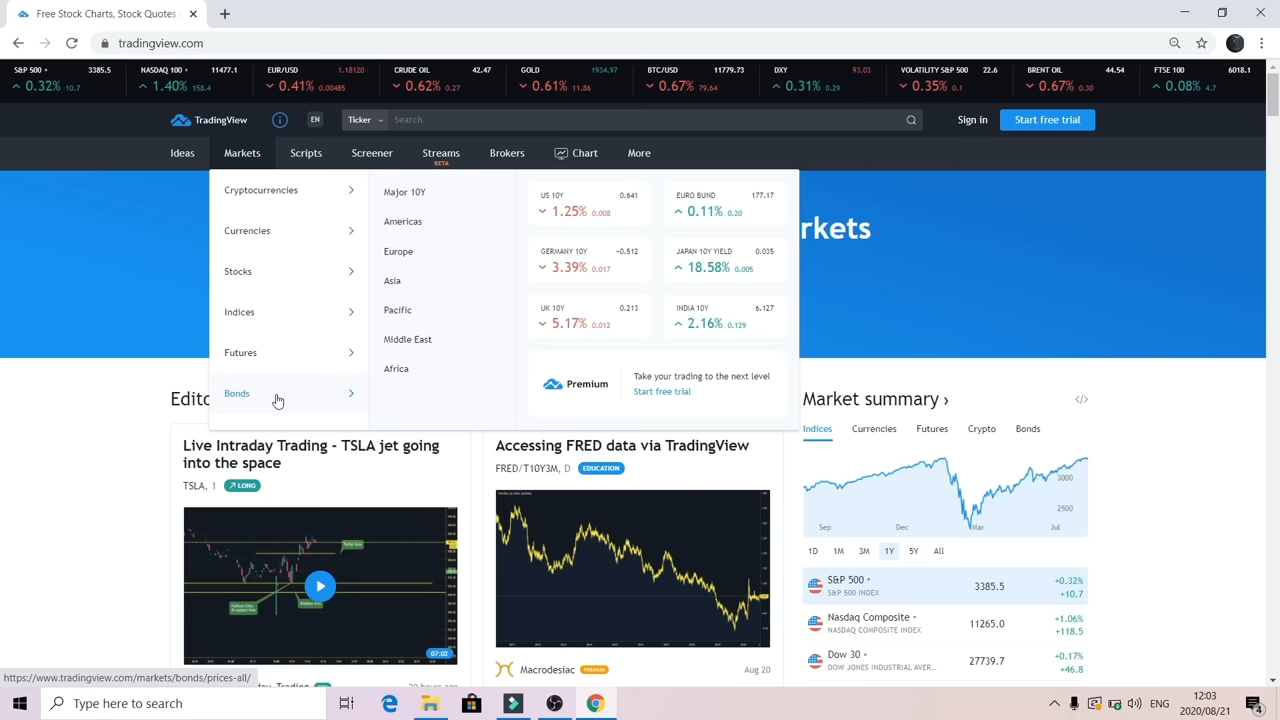 Free Stock Charts, Stock Quotes
tradingview.com
S&P 500 3385.5
0.32% 10.7
NASDAQ 100 11477.1
1.40% 158.4
EUR/USD 1.18120
0.41% 0.00485
CRUDE OIL 42.47
0.62% 0.27
GOLD 1934.97
0.61% 11.86
BTC/USD 11779.73
0.67% 79.64
DXY 93.03
0.31% 0.29
VOLATILITY S&P 500 22.6
0.35% 0.1
BRENT OIL 44.54
0.67% 0.30
FTSE 100 6018.1
0.08% 4.7
TradingView
EN
Ticker
Search
Sign in
Start free trial
Ideas
Markets
Scripts
Screener
Streams
BETA
Brokers
Chart
More
Cryptocurrencies
Currencies
Stocks
Indices
Futures
Bonds
Major 10Y
Americas
Europe
Asia
Pacific
Middle East
Africa
US 10Y 0.641
1.25% 0.008
EURO BUND 177.17
0.11% 0.20
GERMANY 10Y −0.512
3.39% 0.017
JAPAN 10Y YIELD 0.035
18.58% 0.005
UK 10Y 0.213
5.17% 0.012
INDIA 10Y 6.127
2.16% 0.129
Premium
Take your trading to the next level
Start free trial
rkets
Edito
Live Intraday Trading - TSLA jet going
into the space
TSLA, 1 LONG
07:02
Accessing FRED data via TradingView
FRED/T10Y3M, D EDUCATION
Macrodesiac PREMIUM Aug 20
Market summary ›
</>
Indices
Currencies
Futures
Crypto
Bonds
3000
2500
Sep Dec Mar Jul
1D 1M 3M 1Y 5Y All
S&P 500 3385.5 +0.32%
S&P 500 INDEX +10.7
Nasdaq Composite 11265.0 +1.06%
NASDAQ COMPOSITE INDEX +118.5
Dow 30 27739.7 +0.17%
DOW JONES INDUSTRIAL AVER... +46.8
https://www.tradingview.com/markets/bonds/prices-all/
Type here to search
ENG
12:03
2020/08/21
4